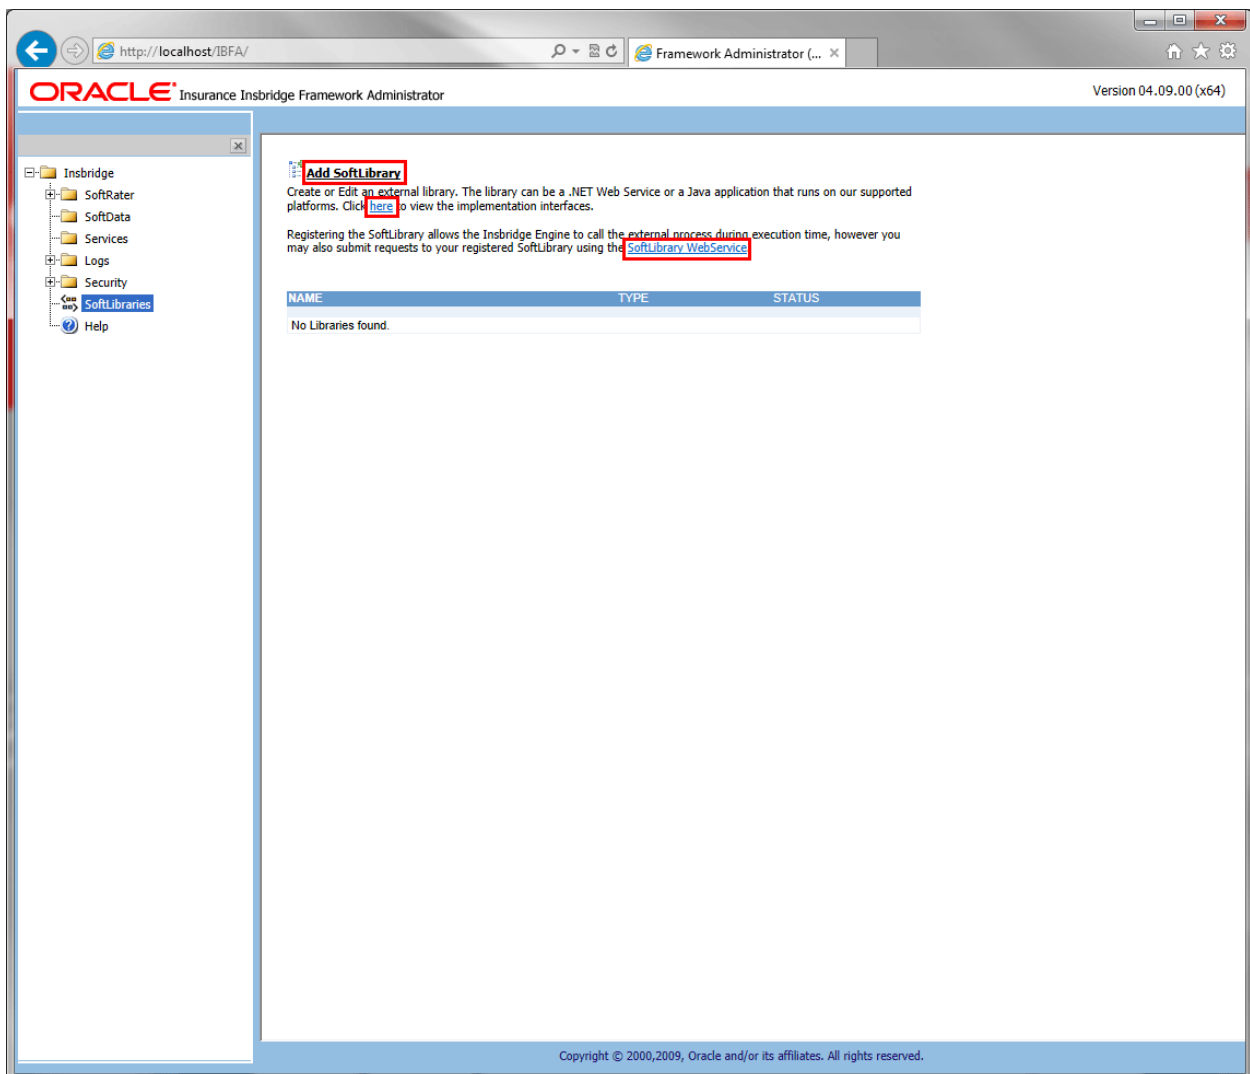 http://localhost/IBFA/
Framework Administrator (...
ORACLE Insurance Insbridge Framework Administrator
Version 04.09.00 (x64)
Insbridge
SoftRater
SoftData
Services
Logs
Security
SoftLibraries
Help
Add SoftLibrary
Create or Edit an external library. The library can be a .NET Web Service or a Java application that runs on our supported
platforms. Click here to view the implementation interfaces.
Registering the SoftLibrary allows the Insbridge Engine to call the external process during execution time, however you
may also submit requests to your registered SoftLibrary using the SoftLibrary WebService
NAME TYPE STATUS
No Libraries found.
Copyright © 2000,2009, Oracle and/or its affiliates. All rights reserved.